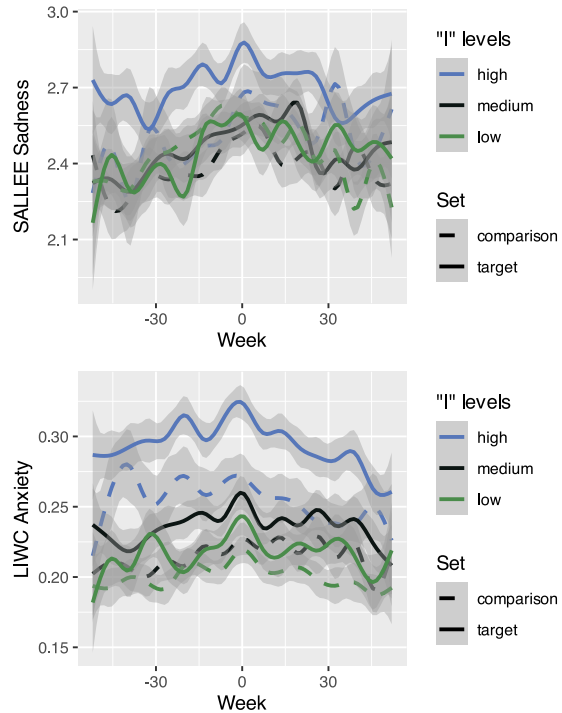 3.0
2.7
2.4
2.1
SALLEE Sadness
-30
0
30
Week
"I" levels
high
medium
low
Set
comparison
target
0.30
0.25
0.20
0.15
LIWC Anxiety
-30
0
30
Week
"I" levels
high
medium
low
Set
comparison
target